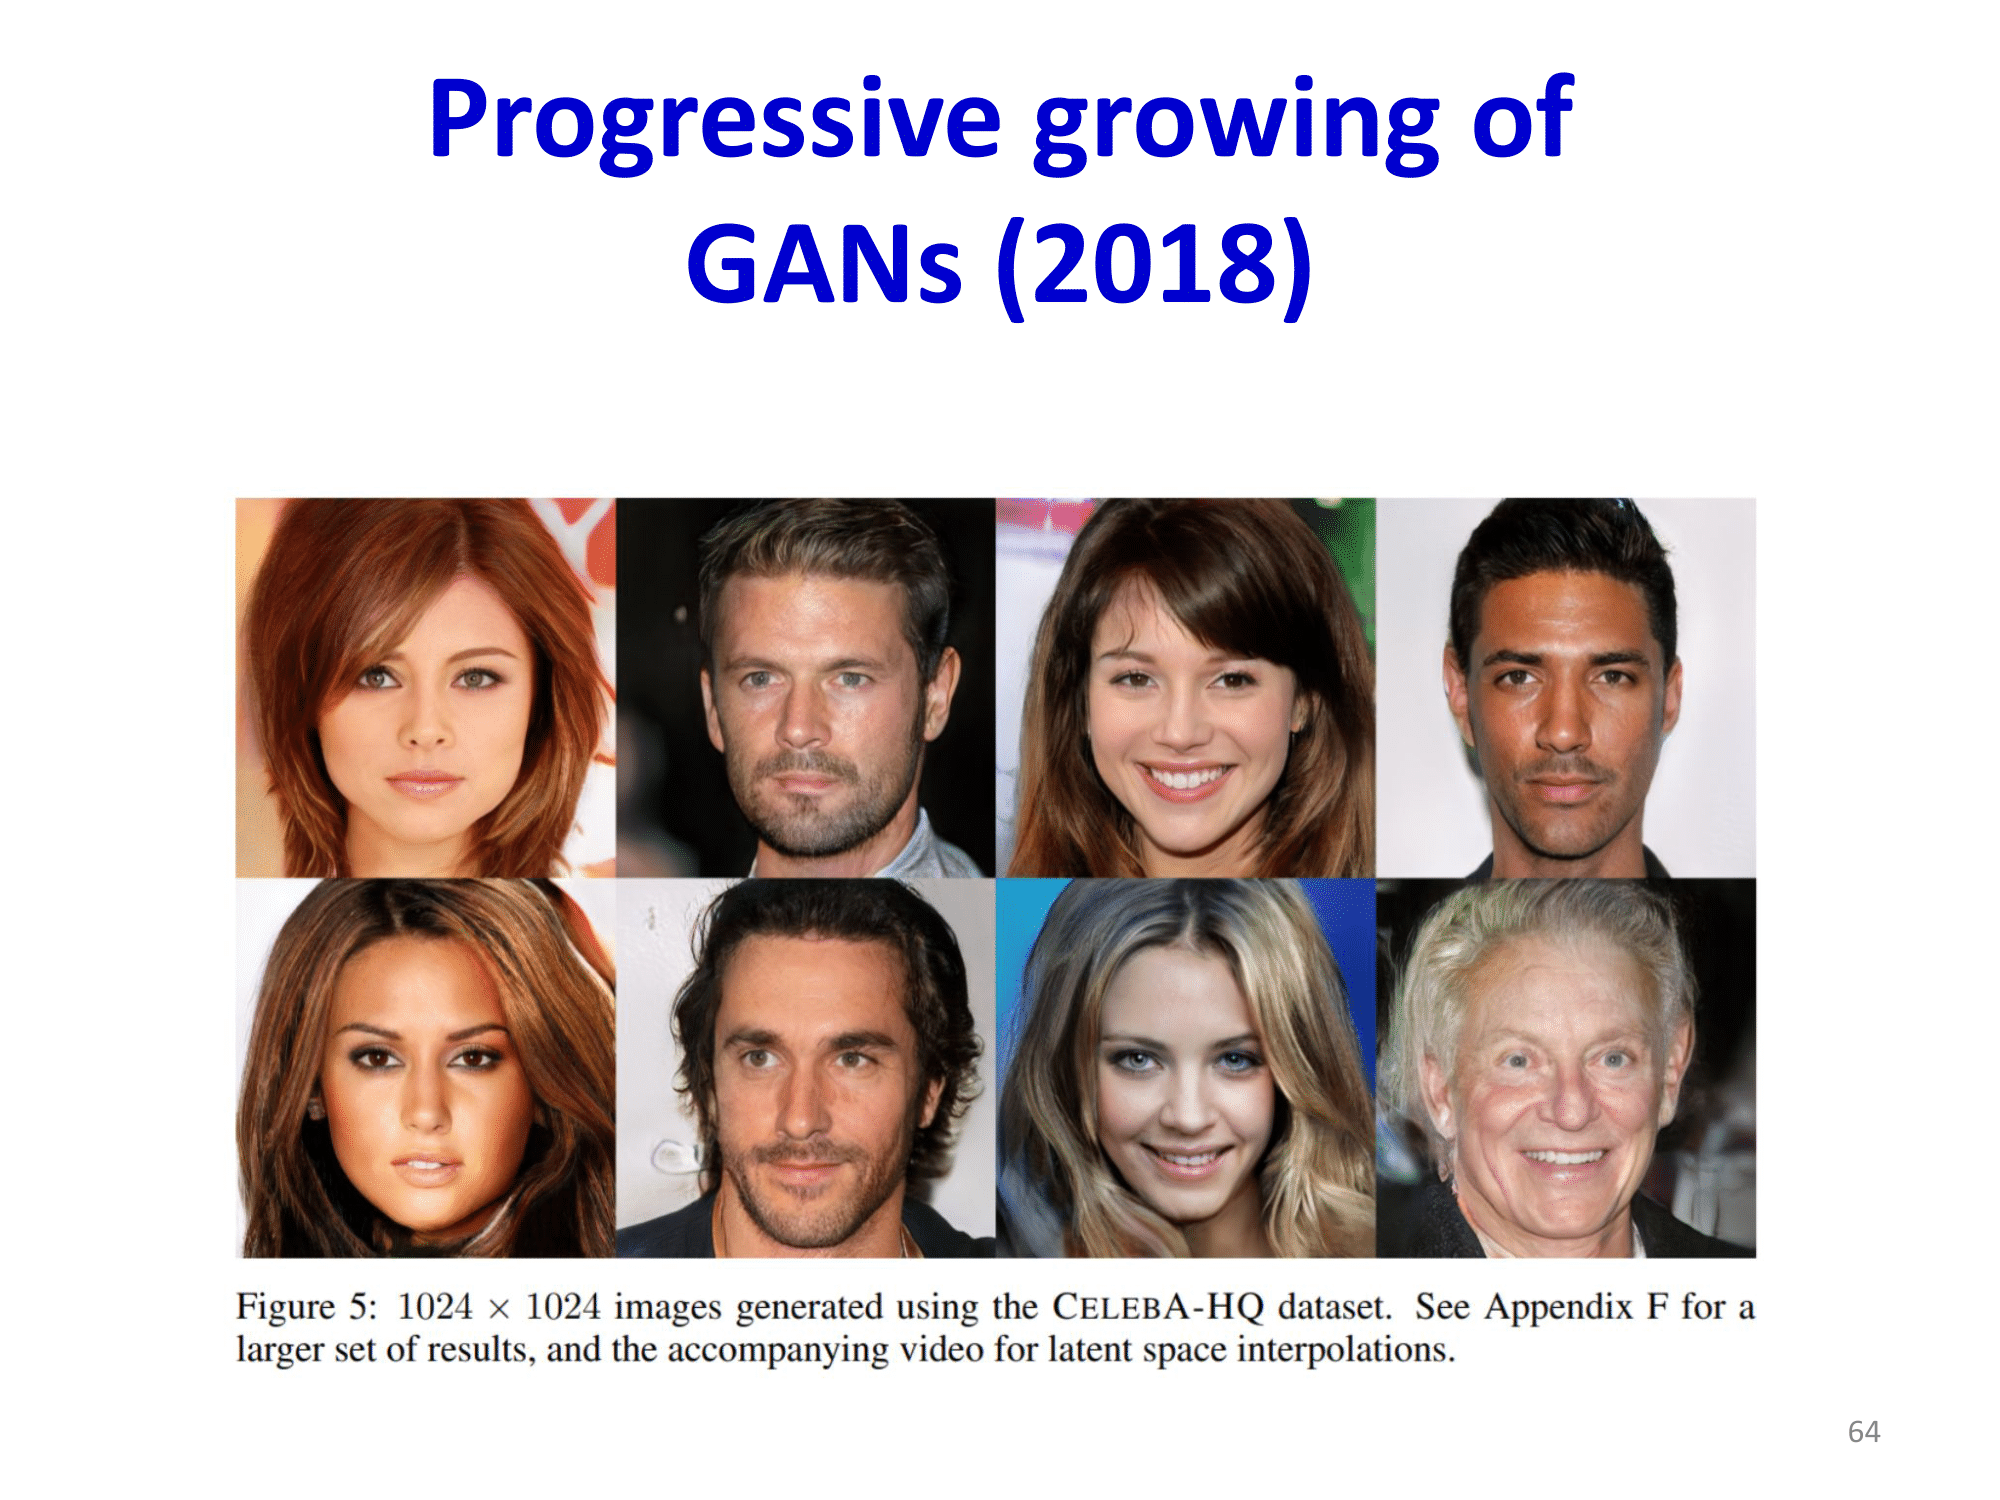 Progressive growing of
GANs (2018)
Figure 5: 1024 × 1024 images generated using the CELEBA-HQ dataset. See Appendix F for a
larger set of results, and the accompanying video for latent space interpolations.
64